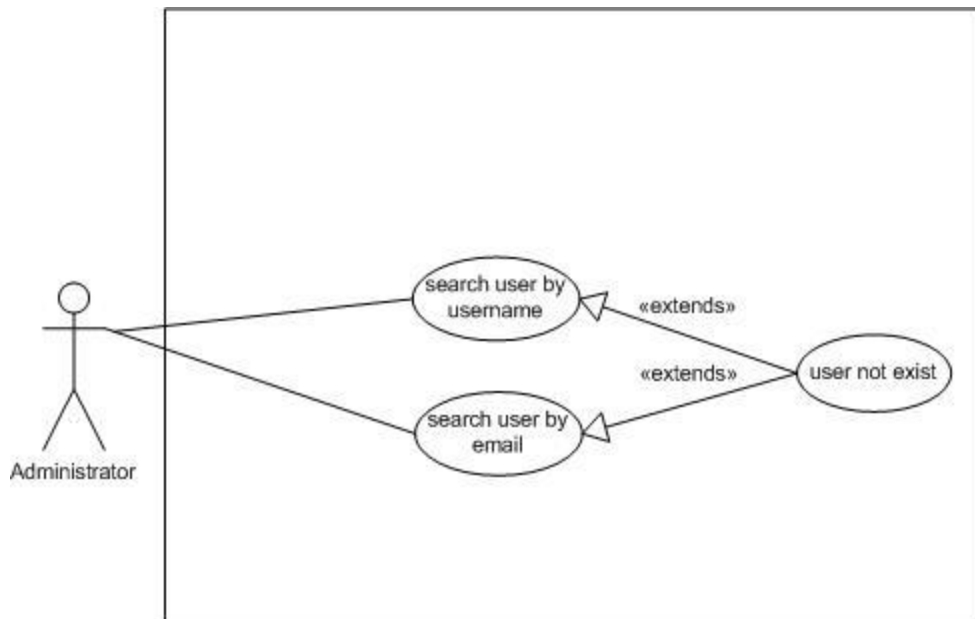 search user by
username
«extends»
user not exist
«extends»
search user by
email
Administrator